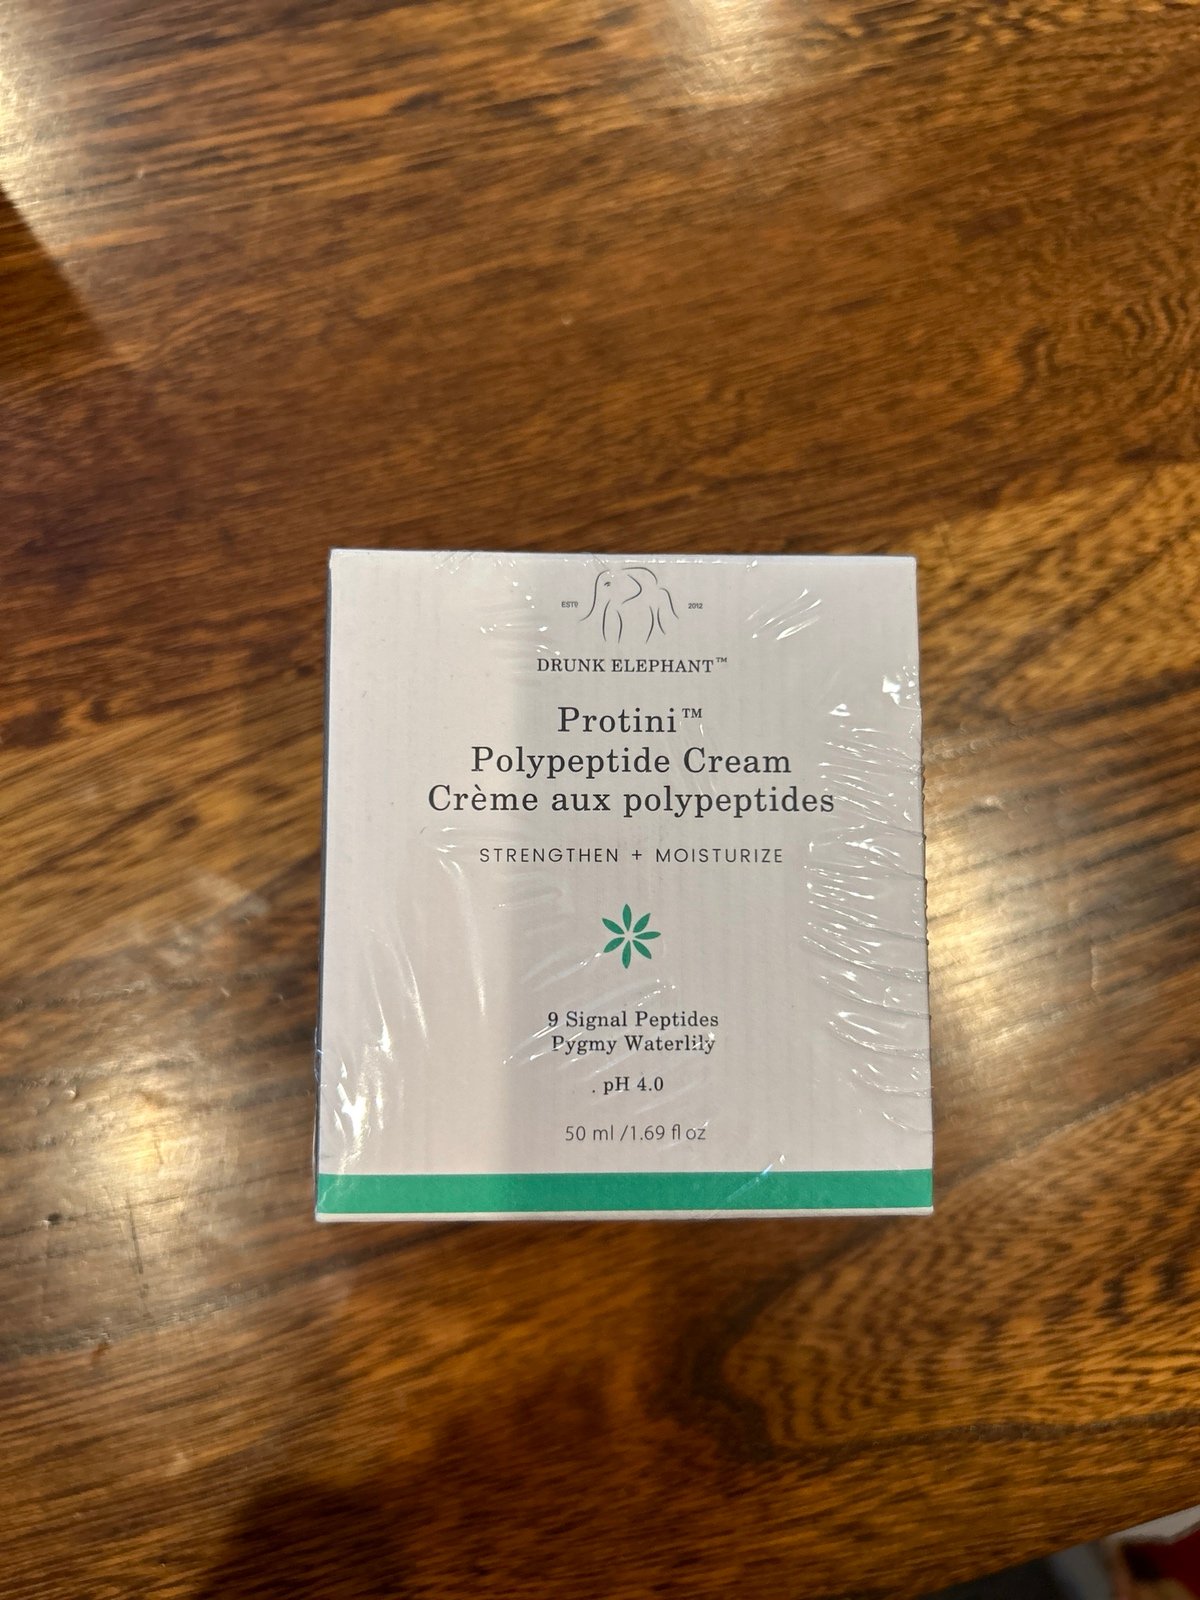 ESTD 2012
DRUNK ELEPHANT™
Protini™
Polypeptide Cream
Crème aux polypeptides
STRENGTHEN + MOISTURIZE
9 Signal Peptides
Pygmy Waterlily
. pH 4.0
50 ml /1.69 fl oz